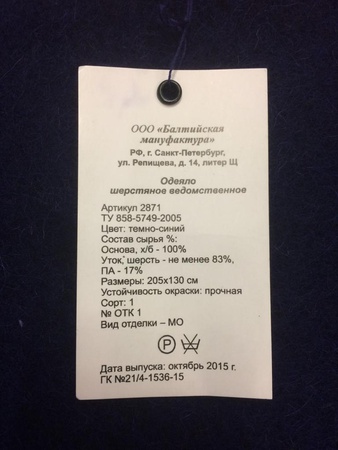 ООО «Балтийская
мануфактура»
РФ, г. Санкт-Петербург,
ул. Репищева, д. 14, литер Щ
Одеяло
шерстяное ведомственное
Артикул 2871
ТУ 858-5749-2005
Цвет: темно-синий
Состав сырья %:
Основа, х/б - 100%
Уток, шерсть - не менее 83%,
ПА - 17%
Размеры: 205х130 см
Устойчивость окраски: прочная
Сорт: 1
№ ОТК 1
Вид отделки – МО
P
Дата выпуска: октябрь 2015 г.
ГК №21/4-1536-15